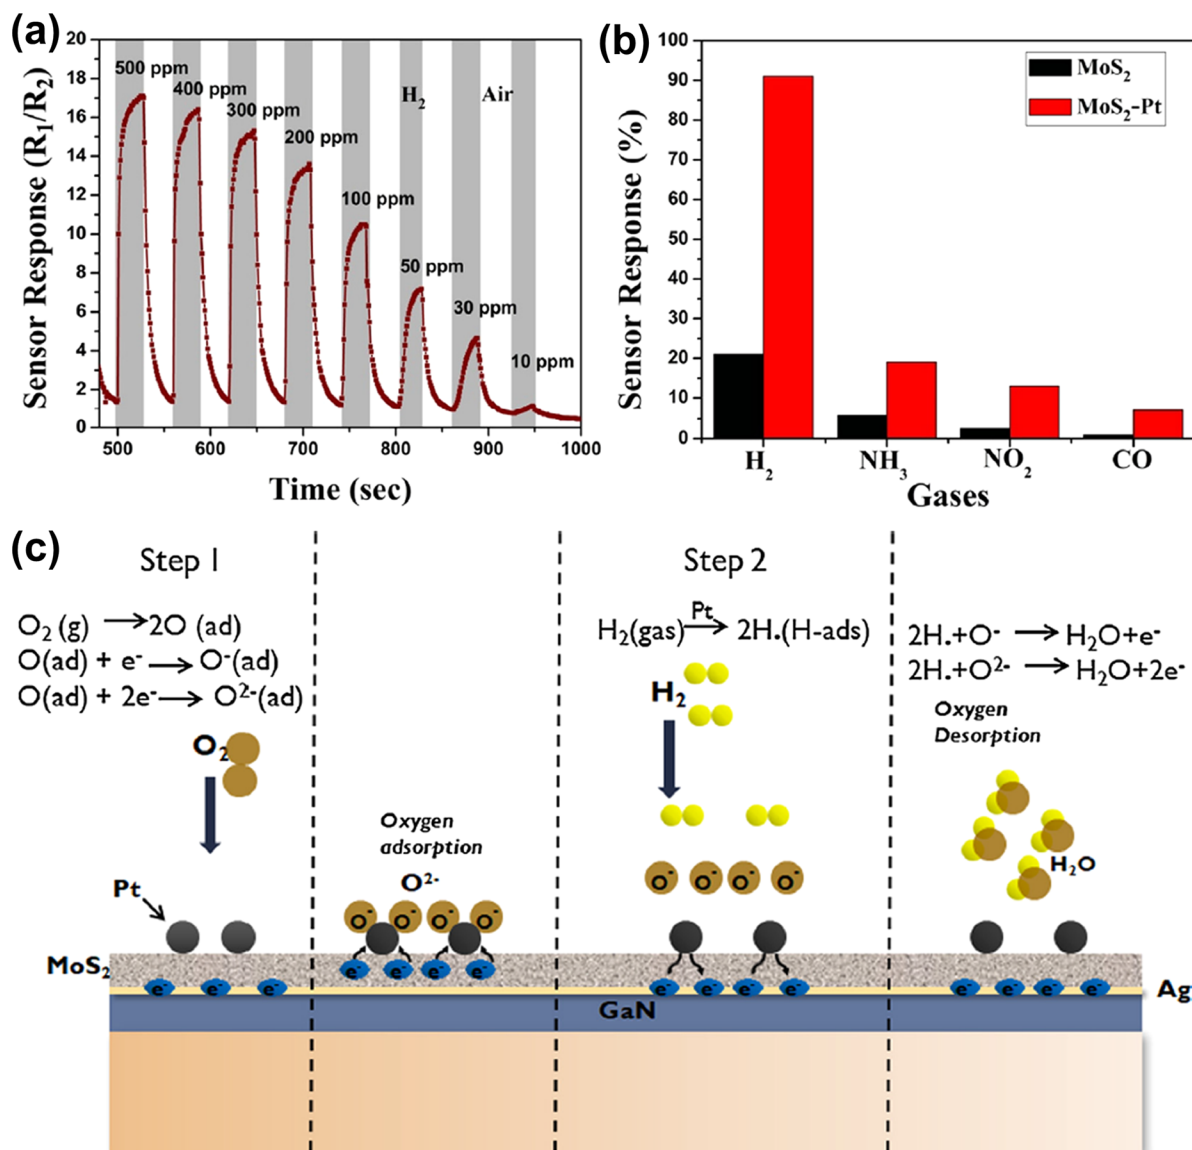 (a)
Sensor Response (R₁/R₂)
20
18
16
14
12
10
8
6
4
2
0
500 ppm
400 ppm
300 ppm
200 ppm
100 ppm
50 ppm
30 ppm
10 ppm
H₂
Air
500 600 700 800 900 1000
Time (sec)
(b)
Sensor Response (%)
100
90
80
70
60
50
40
30
20
10
0
MoS₂
MoS₂-Pt
H₂ NH₃ NO₂ CO
Gases
(c)
Step 1
O₂ (g) → 2O (ad)
O(ad) + e⁻ → O⁻(ad)
O(ad) + 2e⁻ → O²⁻(ad)
O₂
Pt
MoS₂
e⁻ e⁻ e⁻
Oxygen
adsorption
O²⁻
O⁻ O⁻ O⁻ O⁻
e⁻ e⁻ e⁻ e⁻
Step 2
Pt
H₂(gas) → 2H.(H-ads)
H₂
O⁻ O⁻ O⁻ O⁻
e⁻ e⁻ e⁻ e⁻
GaN
2H.+O⁻ → H₂O+e⁻
2H.+O²⁻ → H₂O+2e⁻
Oxygen
Desorption
H₂O
e⁻ e⁻ e⁻ e⁻
Ag